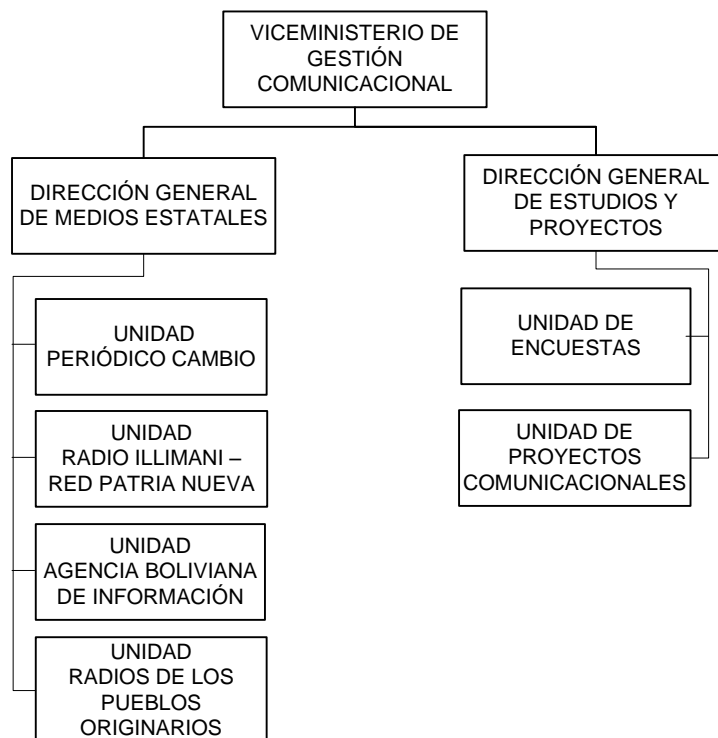 VICEMINISTERIO DE
GESTIÓN
COMUNICACIONAL
DIRECCIÓN GENERAL
DE MEDIOS ESTATALES
DIRECCIÓN GENERAL
DE ESTUDIOS Y
PROYECTOS
UNIDAD
PERIÓDICO CAMBIO
UNIDAD DE
ENCUESTAS
UNIDAD
RADIO ILLIMANI –
RED PATRIA NUEVA
UNIDAD DE
PROYECTOS
COMUNICACIONALES
UNIDAD
AGENCIA BOLIVIANA
DE INFORMACIÓN
UNIDAD
RADIOS DE LOS
PUEBLOS
ORIGINARIOS